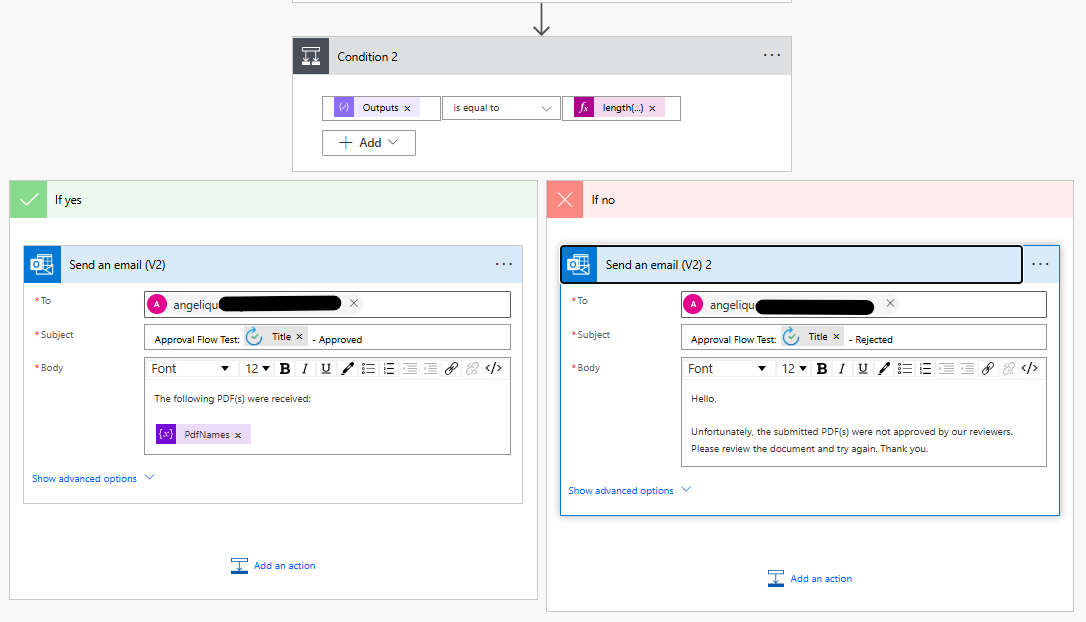 Condition 2
Outputs
is equal to
fx length(...)
Add
If yes
Send an email (V2)
*To
A angeliqu
*Subject
Approval Flow Test: Title - Approved
*Body
Font 12 B I U </>
The following PDF(s) were received:
{x} PdfNames
Show advanced options
Add an action
If no
Send an email (V2) 2
*To
A angeliqu
*Subject
Approval Flow Test: Title - Rejected
*Body
Font 12 B I U </>
Hello,
Unfortunately, the submitted PDF(s) were not approved by our reviewers.
Please review the document and try again. Thank you.
Show advanced options
Add an action